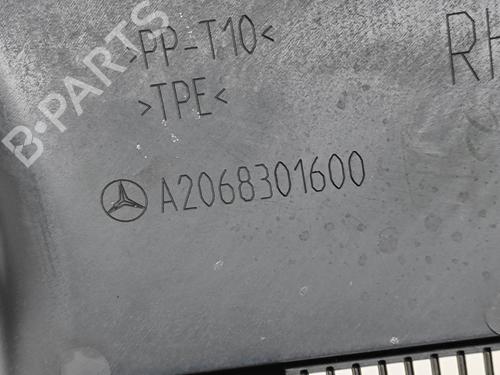 B-PARTS
>PP-T10<
RH
>TPE<
A2068301600